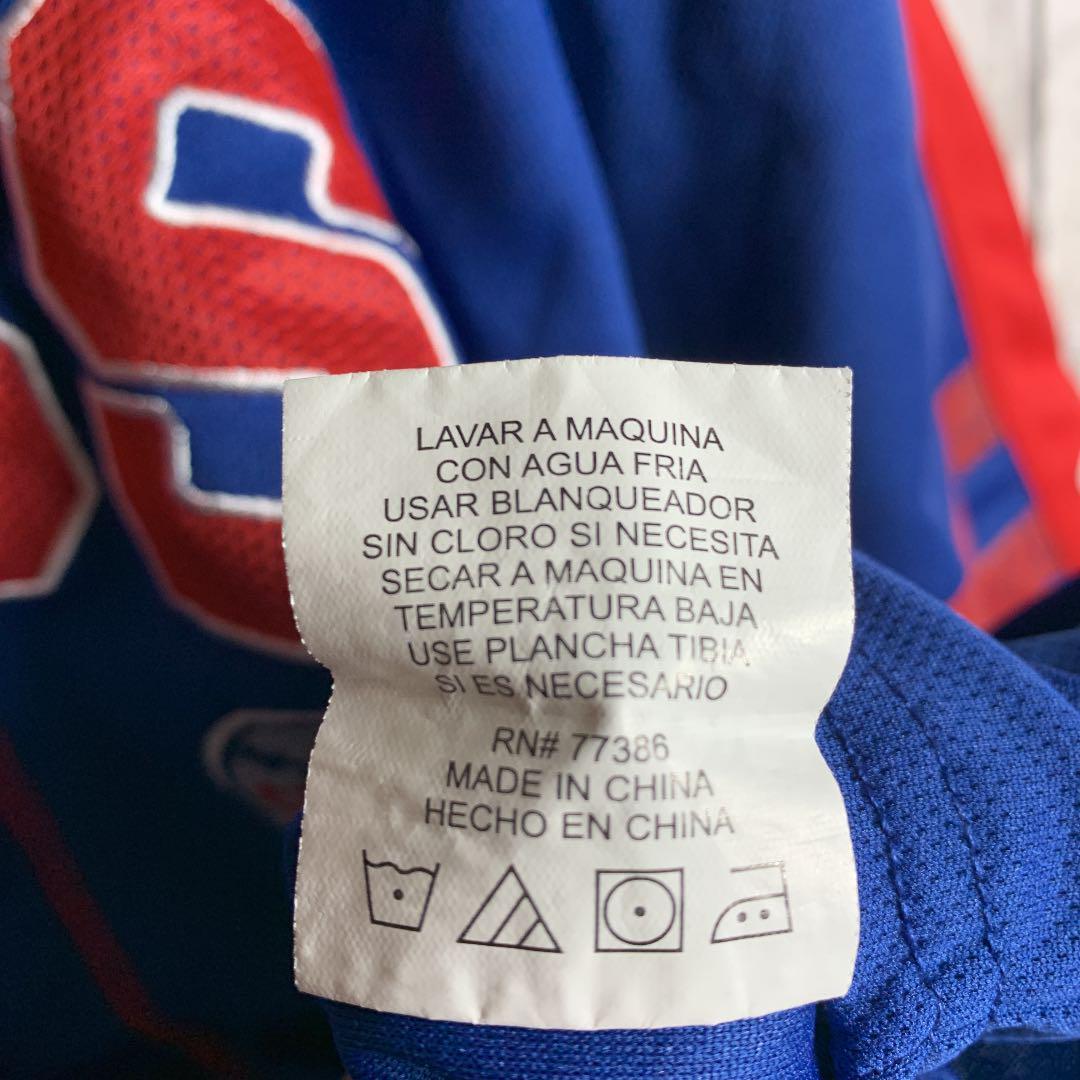 LAVAR A MAQUINA
CON AGUA FRIA
USAR BLANQUEADOR
SIN CLORO SI NECESITA
SECAR A MAQUINA EN
TEMPERATURA BAJA
USE PLANCHA TIBIA
SI ES NECESARIO
RN# 77386
MADE IN CHINA
HECHO EN CHINA